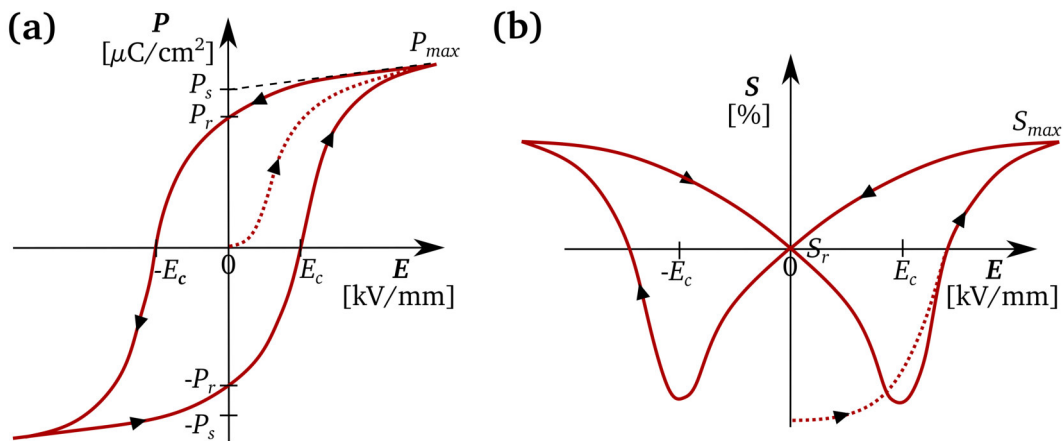 (a)
P
[μC/cm²]
P_max
P_s
P_r
-E_c
0
E_c
E
[kV/mm]
-P_r
-P_s
(b)
S
[%]
S_max
S_r
-E_c
0
E_c
E
[kV/mm]